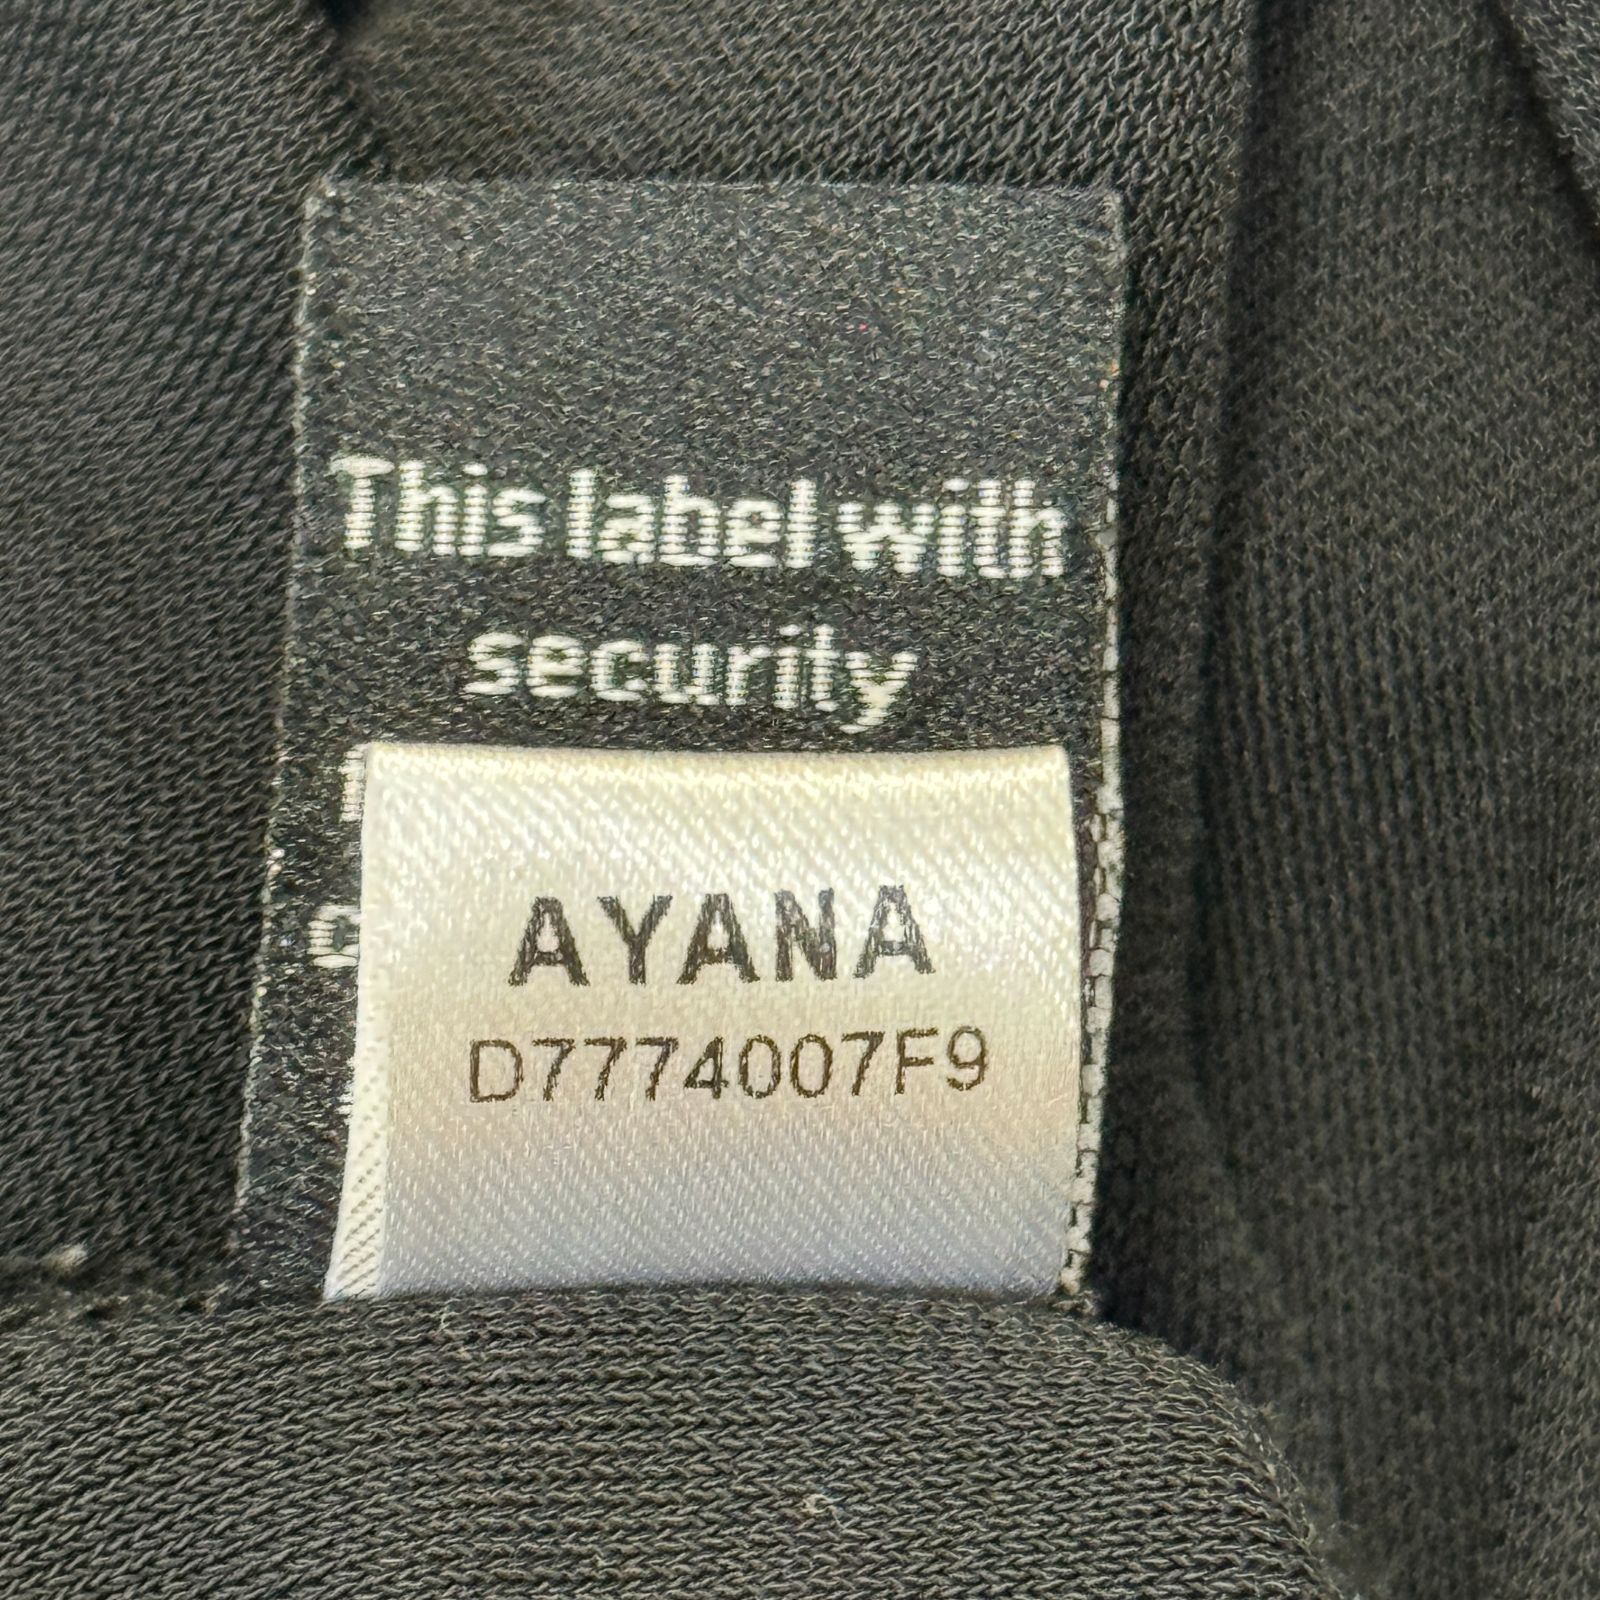 This label with
security
AYANA
D7774007F9